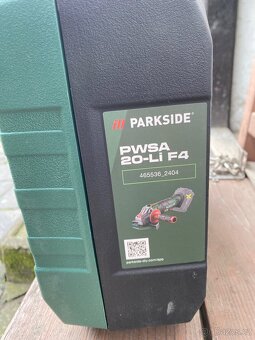 /// PARKSIDE®
PWSA
20-Li F4
465536_2404
parkside-diy.com/app